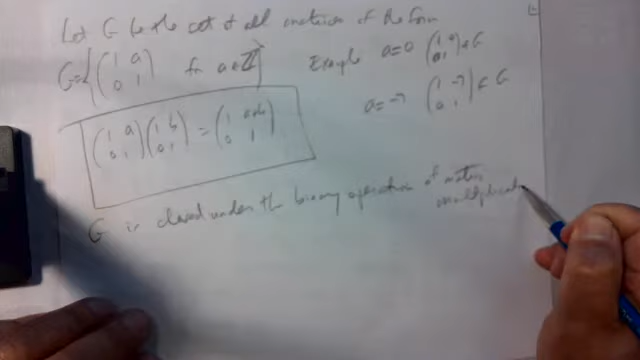 Let G be the set of all matrices of the form
G = { ( 1 a ; 0 1 ) for a ∈ ℤ }
Example a=0 ( 1 0 ; 0 1 ) ∈ G
a=-7 ( 1 -7 ; 0 1 ) ∈ G
( 1 a ; 0 1 ) ( 1 b ; 0 1 ) = ( 1 a+b ; 0 1 )
G is closed under the binary operation of matrix
multiplication